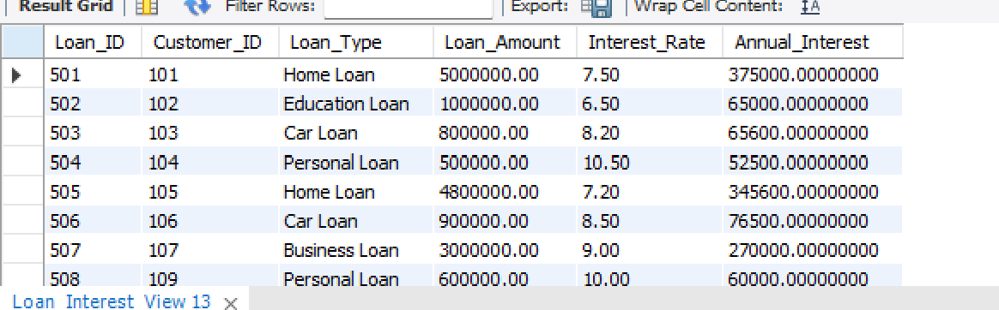 Result Grid Filter Rows: Export: Wrap Cell Content: IA
Loan_ID Customer_ID Loan_Type Loan_Amount Interest_Rate Annual_Interest
501 101 Home Loan 5000000.00 7.50 375000.00000000
502 102 Education Loan 1000000.00 6.50 65000.00000000
503 103 Car Loan 800000.00 8.20 65600.00000000
504 104 Personal Loan 500000.00 10.50 52500.00000000
505 105 Home Loan 4800000.00 7.20 345600.00000000
506 106 Car Loan 900000.00 8.50 76500.00000000
507 107 Business Loan 3000000.00 9.00 270000.00000000
508 109 Personal Loan 600000.00 10.00 60000.00000000
Loan_Interest_View 13